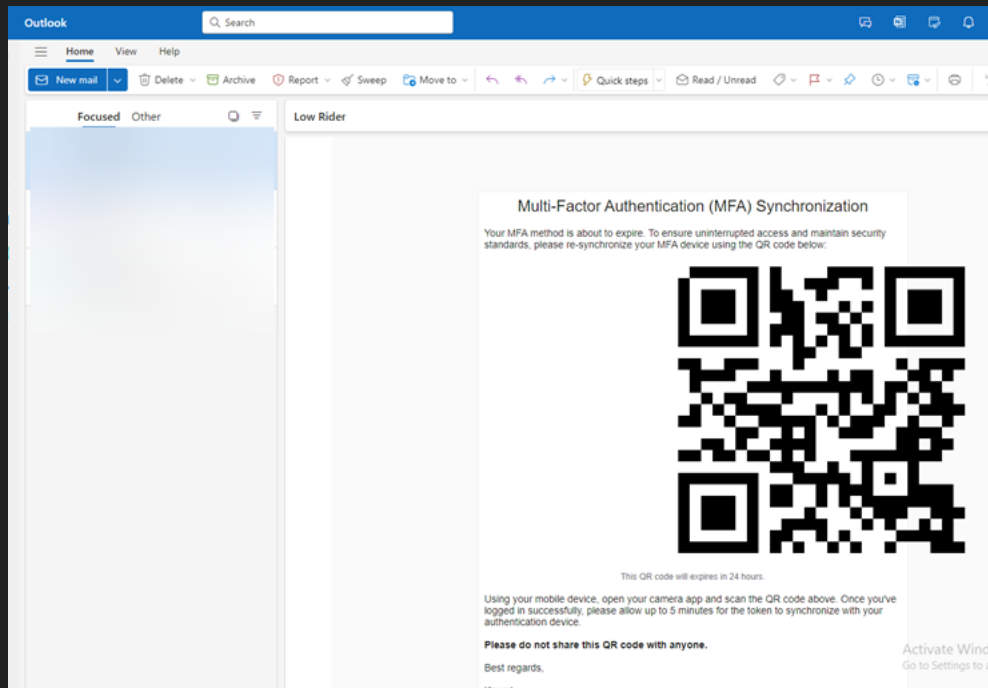 Outlook
Search
Home View Help
New mail Delete Archive Report Sweep Move to Quick steps Read / Unread
Focused Other
Low Rider
Multi-Factor Authentication (MFA) Synchronization
Your MFA method is about to expire. To ensure uninterrupted access and maintain security
standards, please re-synchronize your MFA device using the QR code below:
This QR code will expires in 24 hours.
Using your mobile device, open your camera app and scan the QR code above. Once you've
logged in successfully, please allow up to 5 minutes for the token to synchronize with your
authentication device.
Please do not share this QR code with anyone.
Best regards,
Activate Wind
Go to Settings to a